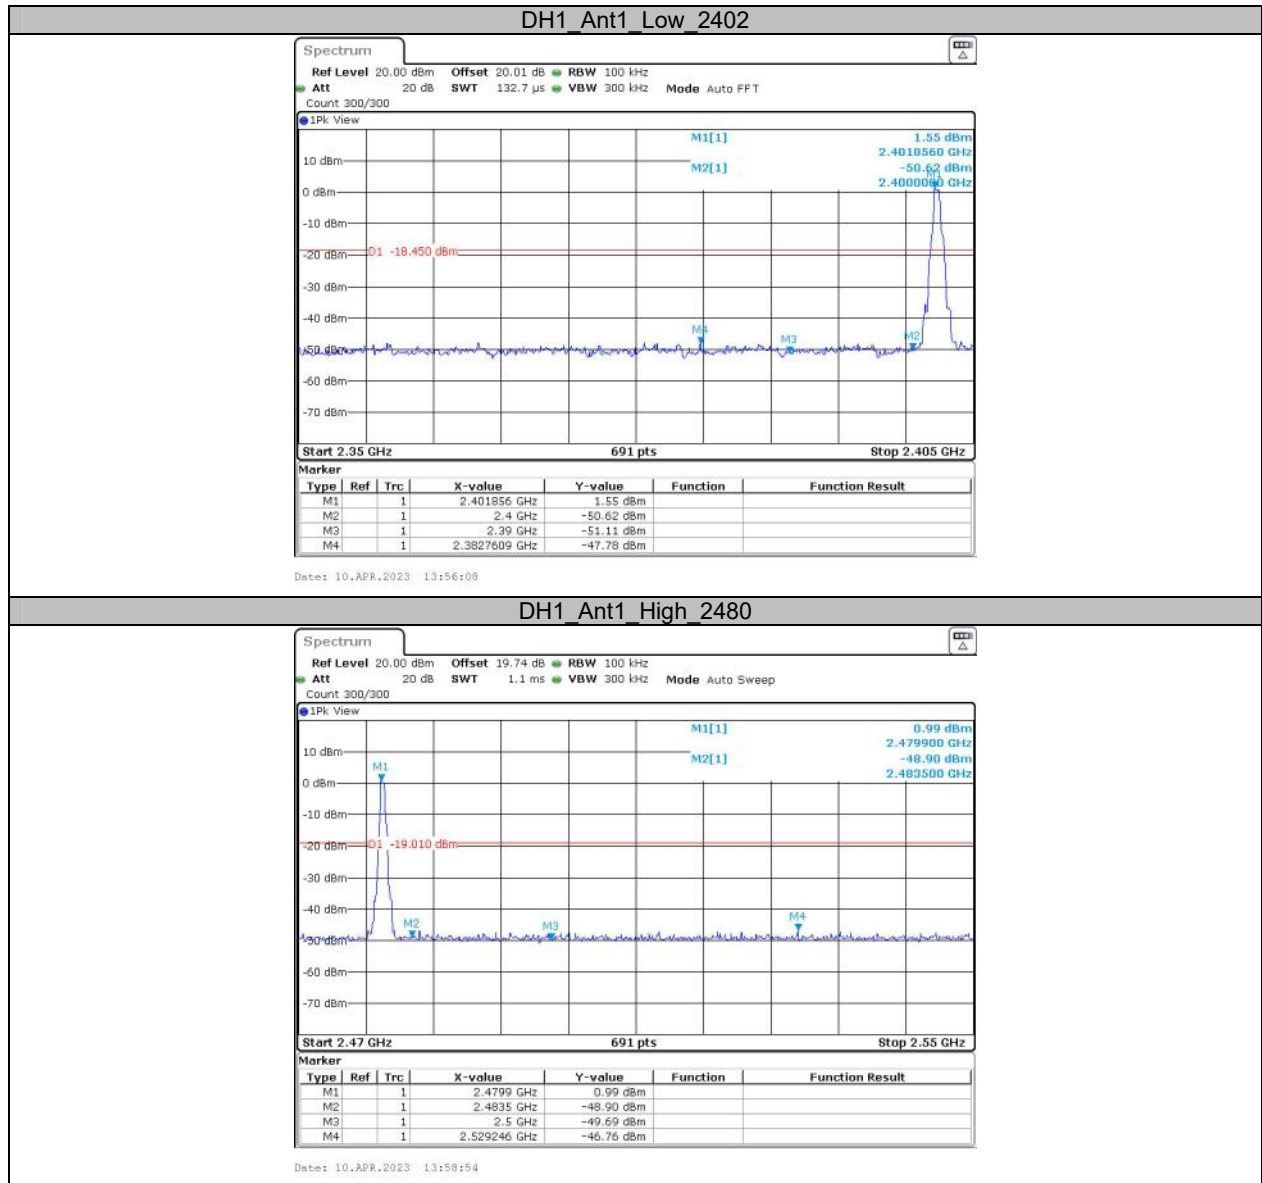 DH1_Ant1_Low_2402
Spectrum
Ref Level 20.00 dBm Offset 20.01 dB RBW 100 kHz
Att 20 dB SWT 132.7 µs VBW 300 kHz Mode Auto FFT
Count 300/300
1Pk View
M1[1] 1.55 dBm
2.4018560 GHz
10 dBm
M2[1] -50.62 dBm
2.4000000 GHz
M1
0 dBm
-10 dBm
D1 -18.450 dBm
-20 dBm
-30 dBm
-40 dBm
M4 M3 M2
-50 dBm
-60 dBm
-70 dBm
Start 2.35 GHz 691 pts Stop 2.405 GHz
Marker
Type Ref Trc X-value Y-value Function Function Result
M1 1 2.401856 GHz 1.55 dBm
M2 1 2.4 GHz -50.62 dBm
M3 1 2.39 GHz -51.11 dBm
M4 1 2.3827609 GHz -47.78 dBm
Date: 10.APR.2023 13:56:08
DH1_Ant1_High_2480
Spectrum
Ref Level 20.00 dBm Offset 19.74 dB RBW 100 kHz
Att 20 dB SWT 1.1 ms VBW 300 kHz Mode Auto Sweep
Count 300/300
1Pk View
M1[1] 0.99 dBm
2.479900 GHz
10 dBm
M2[1] -48.90 dBm
2.483500 GHz
M1
0 dBm
-10 dBm
D1 -19.010 dBm
-20 dBm
-30 dBm
-40 dBm
M2 M3 M4
-50 dBm
-60 dBm
-70 dBm
Start 2.47 GHz 691 pts Stop 2.55 GHz
Marker
Type Ref Trc X-value Y-value Function Function Result
M1 1 2.4799 GHz 0.99 dBm
M2 1 2.4835 GHz -48.90 dBm
M3 1 2.5 GHz -49.69 dBm
M4 1 2.529246 GHz -46.76 dBm
Date: 10.APR.2023 13:58:54